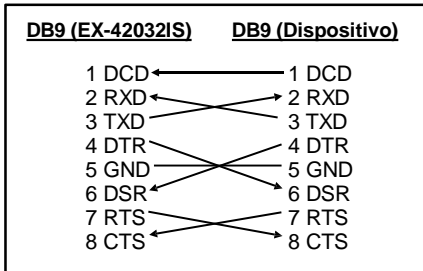 DB9 (EX-42032IS) DB9 (Dispositivo)
1 DCD 1 DCD
2 RXD 2 RXD
3 TXD 3 TXD
4 DTR 4 DTR
5 GND 5 GND
6 DSR 6 DSR
7 RTS 7 RTS
8 CTS 8 CTS